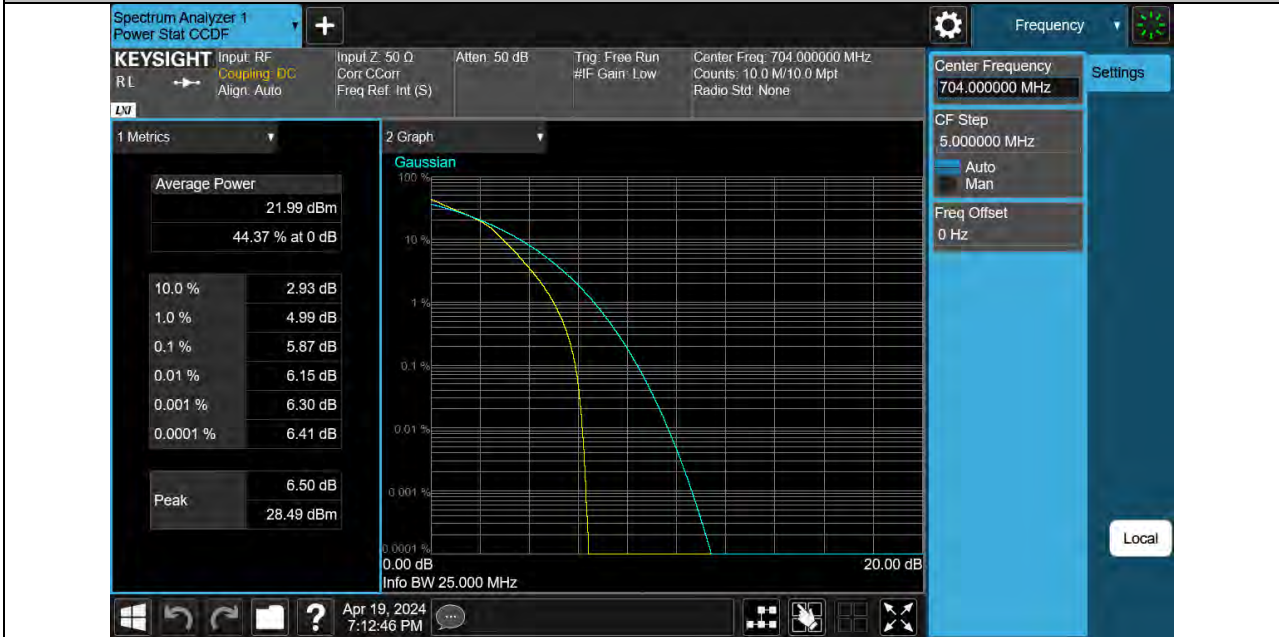 Spectrum Analyzer 1
Power Stat CCDF
Frequency
KEYSIGHT
RL
LXI
Input: RF
Coupling: DC
Align: Auto
Input Z: 50 Ω
Corr CCorr
Freq Ref: Int (S)
Atten: 50 dB
Trig: Free Run
#IF Gain: Low
Center Freq: 704.000000 MHz
Counts: 10.0 M/10.0 Mpt
Radio Std: None
Center Frequency
704.000000 MHz
Settings
CF Step
5.000000 MHz
Auto
Man
Freq Offset
0 Hz
1 Metrics
Average Power
21.99 dBm
44.37 % at 0 dB
10.0 % 2.93 dB
1.0 % 4.99 dB
0.1 % 5.87 dB
0.01 % 6.15 dB
0.001 % 6.30 dB
0.0001 % 6.41 dB
Peak
6.50 dB
28.49 dBm
2 Graph
Gaussian
100 %
10 %
1 %
0.1 %
0.01 %
0.001 %
0.0001 %
0.00 dB 20.00 dB
Info BW 25.000 MHz
Local
?
Apr 19, 2024
7:12:46 PM